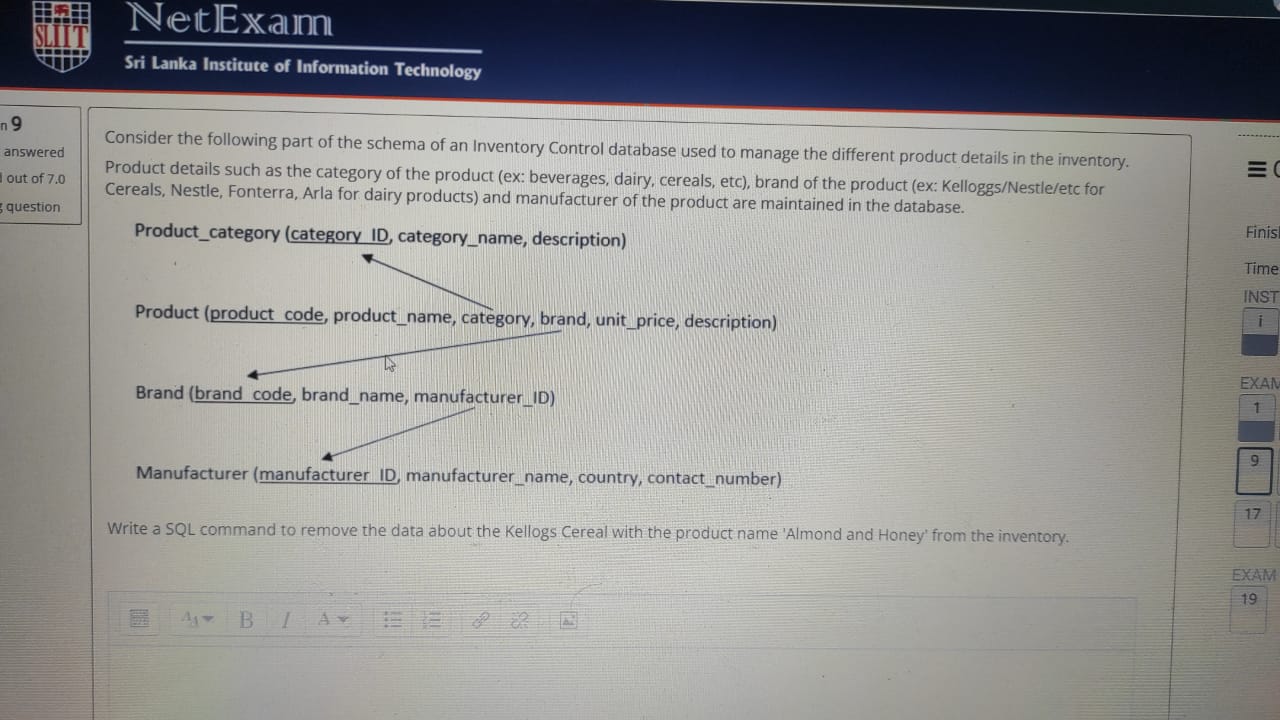 SLIIT
NetExam
Sri Lanka Institute of Information Technology
n 9
answered
out of 7.0
question
Consider the following part of the schema of an Inventory Control database used to manage the different product details in the inventory.
Product details such as the category of the product (ex: beverages, dairy, cereals, etc), brand of the product (ex: Kelloggs/Nestle/etc for
Cereals, Nestle, Fonterra, Arla for dairy products) and manufacturer of the product are maintained in the database.
Product_category (category_ID, category_name, description)
Product (product_code, product_name, category, brand, unit_price, description)
Brand (brand_code, brand_name, manufacturer_ID)
Manufacturer (manufacturer_ID, manufacturer_name, country, contact_number)
Write a SQL command to remove the data about the Kellogs Cereal with the product name 'Almond and Honey' from the inventory.
B I A
Finis
Time
INST
i
EXAM
1
9
17
EXAM
19